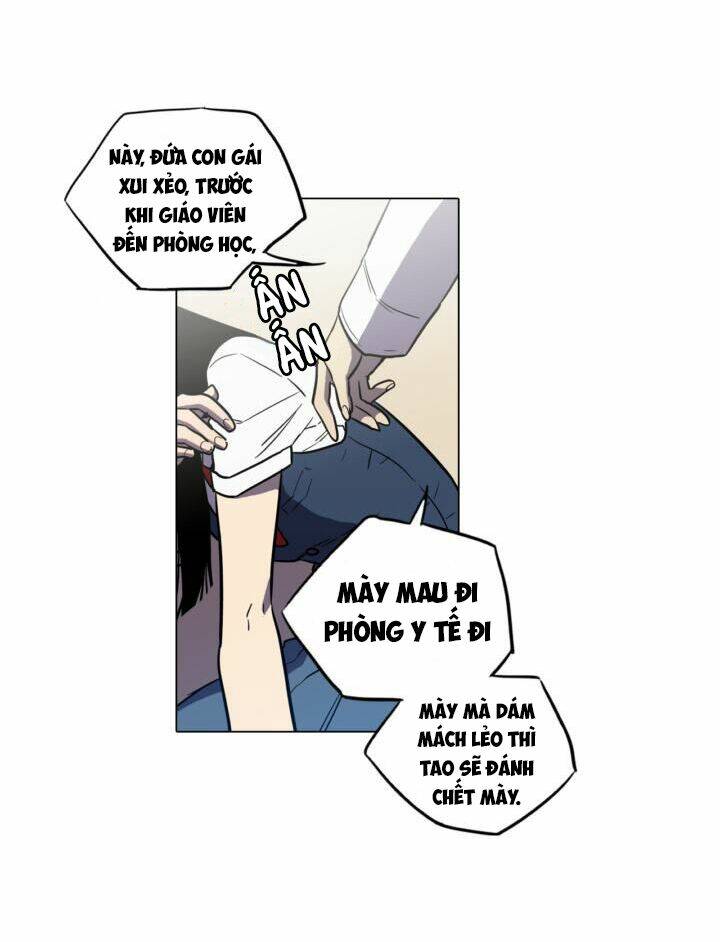 NÀY, ĐỨA CON GÁI
XUI XẺO, TRƯỚC
KHI GIÁO VIÊN
ĐẾN PHÒNG HỌC,
ẤN
ẤN
MÀY MAU ĐI
PHÒNG Y TẾ ĐI
MÀY MÀ DÁM
MÁCH LẺO THÌ
TAO SẼ ĐÁNH
CHẾT MÀY.